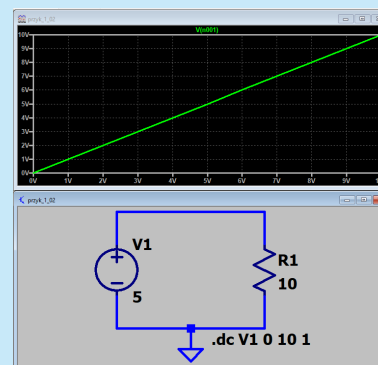 przyk_1_02
V(n001)
10V
9V
8V
7V
6V
5V
4V
3V
2V
1V
0V
0V 1V 2V 3V 4V 5V 6V 7V 8V 9V
przyk_1_02
V1
5
R1
10
.dc V1 0 10 1